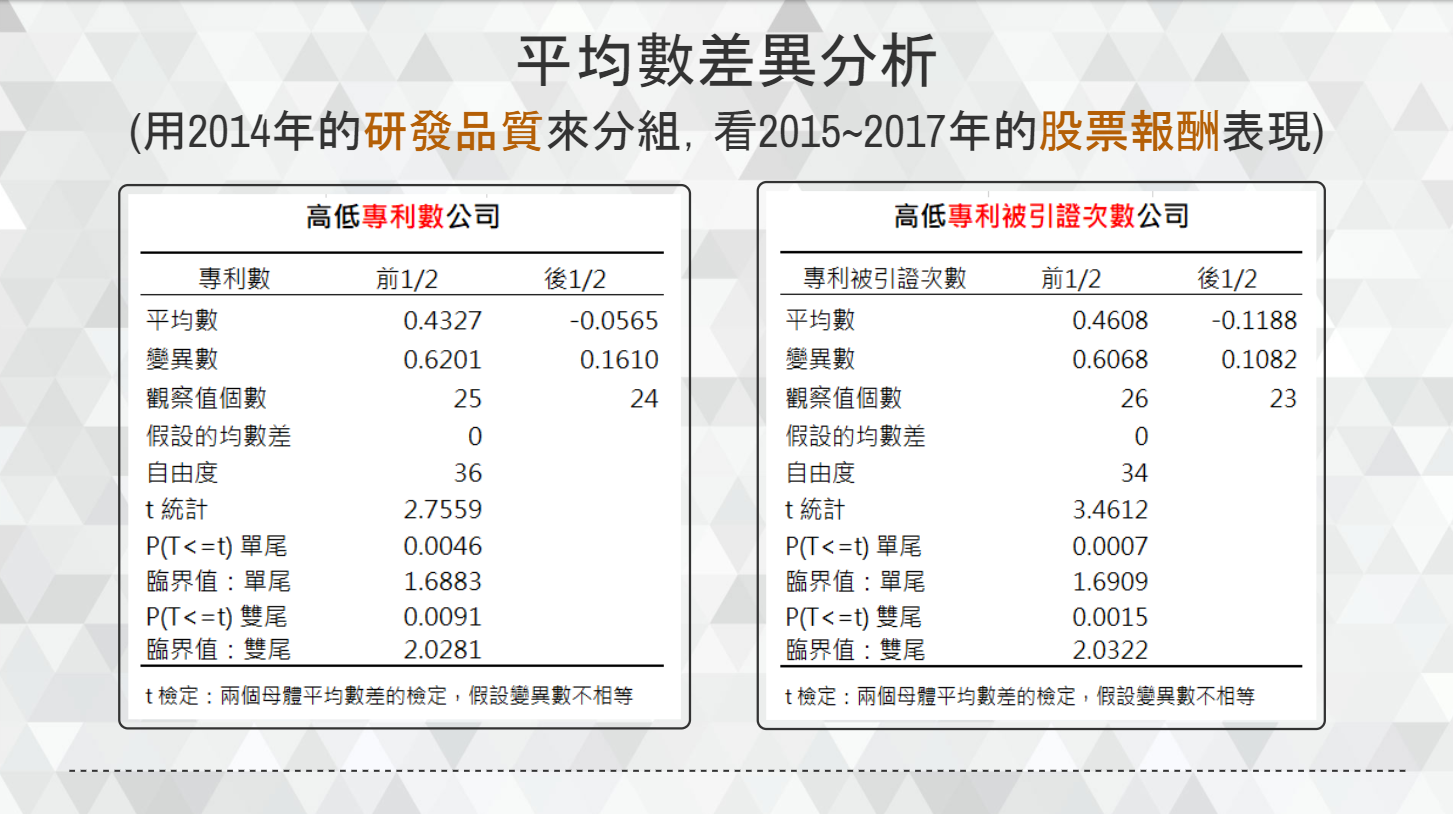 平均數差異分析
(用2014年的研發品質來分組, 看2015~2017年的股票報酬表現)
高低專利數公司
專利數 前1/2 後1/2
平均數 0.4327 -0.0565
變異數 0.6201 0.1610
觀察值個數 25 24
假設的均數差 0
自由度 36
t 統計 2.7559
P(T<=t) 單尾 0.0046
臨界值：單尾 1.6883
P(T<=t) 雙尾 0.0091
臨界值：雙尾 2.0281
t 檢定：兩個母體平均數差的檢定，假設變異數不相等
高低專利被引證次數公司
專利被引證次數 前1/2 後1/2
平均數 0.4608 -0.1188
變異數 0.6068 0.1082
觀察值個數 26 23
假設的均數差 0
自由度 34
t 統計 3.4612
P(T<=t) 單尾 0.0007
臨界值：單尾 1.6909
P(T<=t) 雙尾 0.0015
臨界值：雙尾 2.0322
t 檢定：兩個母體平均數差的檢定，假設變異數不相等